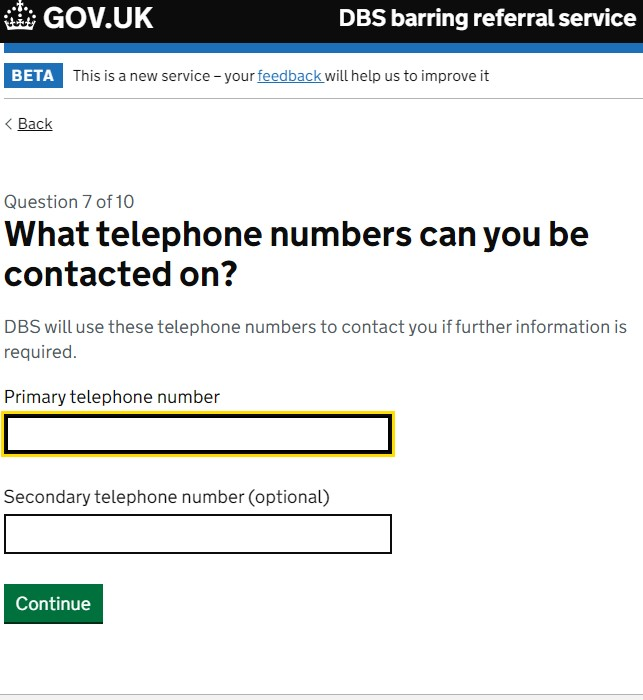 GOV.UK
DBS barring referral service
BETA This is a new service – your feedback will help us to improve it
Back
Question 7 of 10
What telephone numbers can you be
contacted on?
DBS will use these telephone numbers to contact you if further information is
required.
Primary telephone number
Secondary telephone number (optional)
Continue